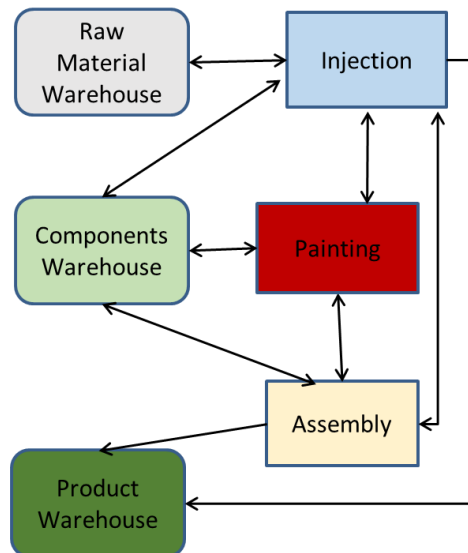 Raw
Material
Warehouse
Injection
Components
Warehouse
Painting
Assembly
Product
Warehouse